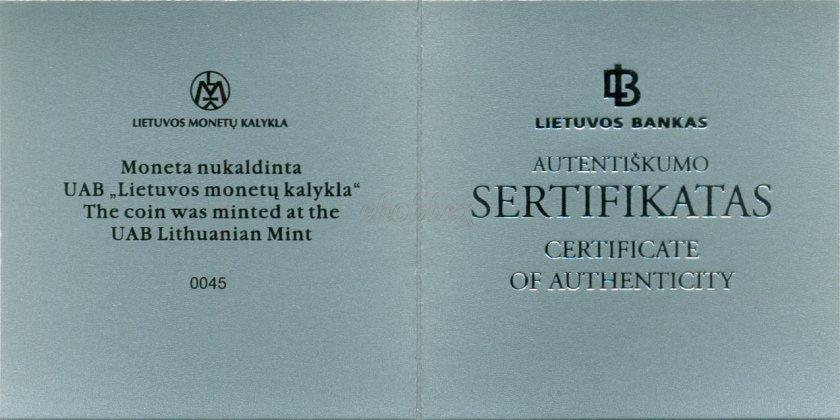 LIETUVOS MONETŲ KALYKLA
Moneta nukaldinta
UAB „Lietuvos monetų kalykla“
The coin was minted at the
UAB Lithuanian Mint
0045
LIETUVOS BANKAS
AUTENTIŠKUMO
SERTIFIKATAS
CERTIFICATE
OF AUTHENTICITY